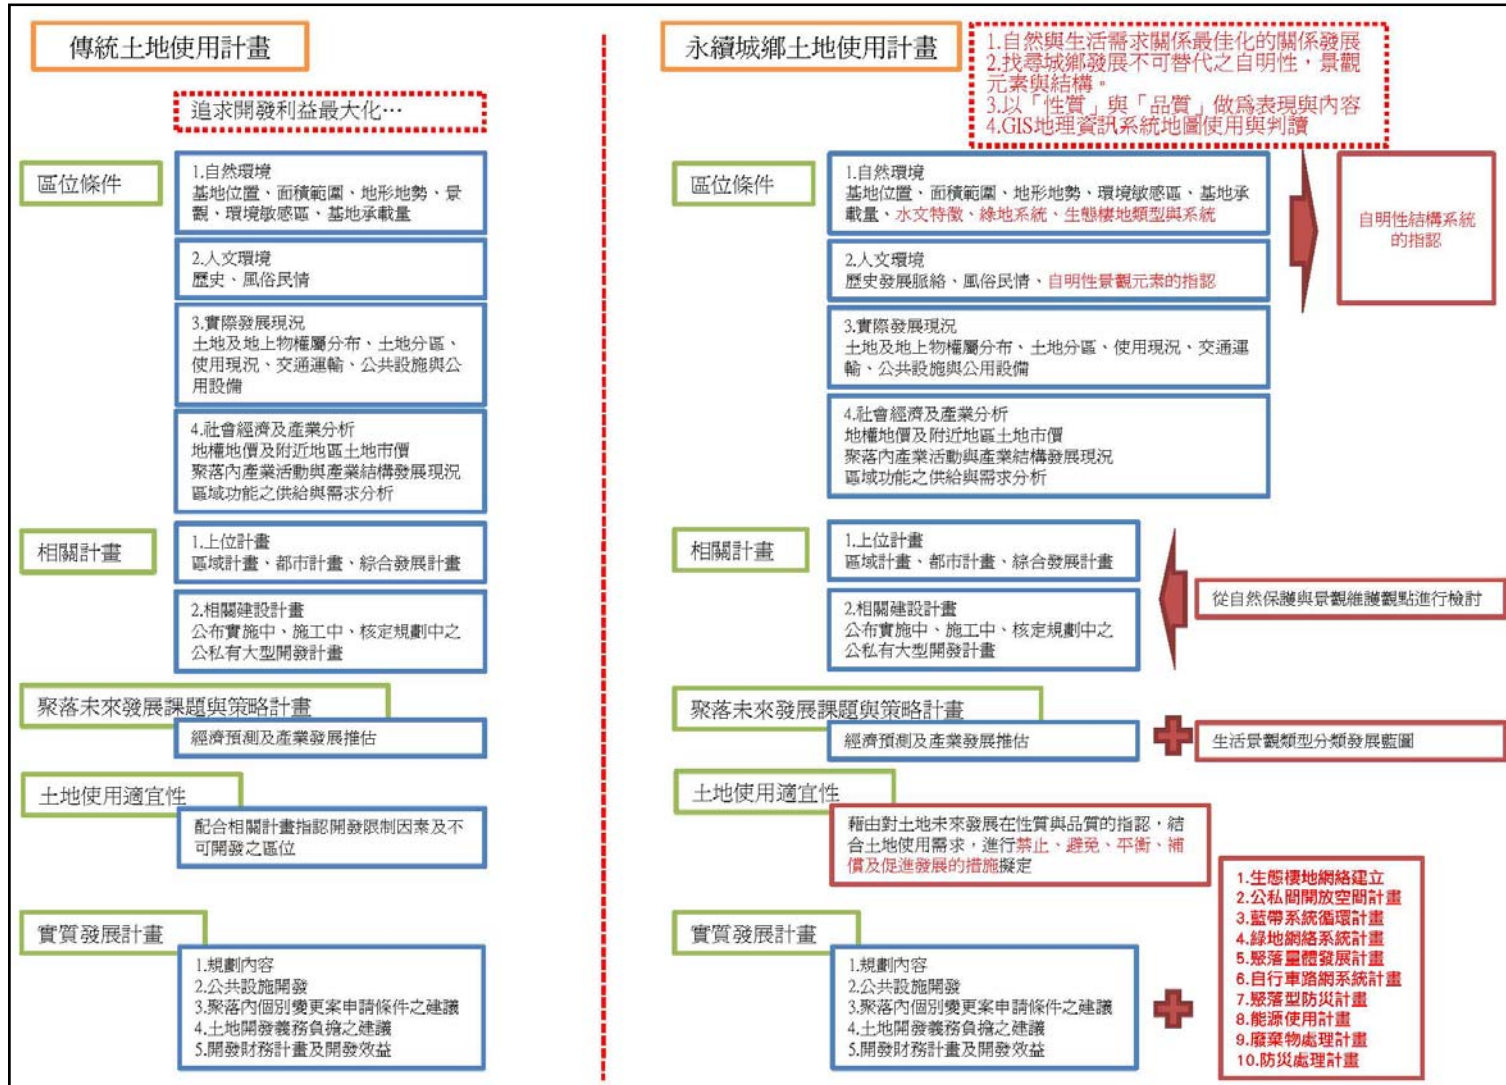 傳統土地使用計畫
追求開發利益最大化…
區位條件
1.自然環境
基地位置、面積範圍、地形地勢、景
觀、環境敏感區、基地承載量
2.人文環境
歷史、風俗民情
3.實際發展現況
土地及地上物權屬分布、土地分區、
使用現況、交通運輸、公共設施與公
用設備
4.社會經濟及產業分析
地權地價及附近地區土地市價
聚落內產業活動與產業結構發展現況
區域功能之供給與需求分析
相關計畫
1.上位計畫
區域計畫、都市計畫、綜合發展計畫
2.相關建設計畫
公布實施中、施工中、核定規劃中之
公私有大型開發計畫
聚落未來發展課題與策略計畫
經濟預測及產業發展推估
土地使用適宜性
配合相關計畫指認開發限制因素及不
可開發之區位
實質發展計畫
1.規劃內容
2.公共設施開發
3.聚落內個別變更案申請條件之建議
4.土地開發義務負擔之建議
5.開發財務計畫及開發效益
永續城鄉土地使用計畫
1.自然與生活需求關係最佳化的關係發展
2.找尋城鄉發展不可替代之自明性，景觀
元素與結構。
3.以「性質」與「品質」做為表現與內容
4.GIS地理資訊系統地圖使用與判讀
區位條件
1.自然環境
基地位置、面積範圍、地形地勢、環境敏感區、基地承
載量、水文特徵、綠地系統、生態棲地類型與系統
2.人文環境
歷史發展脈絡、風俗民情、自明性景觀元素的指認
3.實際發展現況
土地及地上物權屬分布、土地分區、使用現況、交通運
輸、公共設施與公用設備
4.社會經濟及產業分析
地權地價及附近地區土地市價
聚落內產業活動與產業結構發展現況
區域功能之供給與需求分析
自明性結構系統
的指認
相關計畫
1.上位計畫
區域計畫、都市計畫、綜合發展計畫
2.相關建設計畫
公布實施中、施工中、核定規劃中之
公私有大型開發計畫
從自然保護與景觀維護觀點進行檢討
聚落未來發展課題與策略計畫
經濟預測及產業發展推估
生活景觀類型分類發展藍圖
土地使用適宜性
藉由對土地未來發展在性質與品質的指認，結
合土地使用需求，進行禁止、避免、平衡、補
償及促進發展的措施擬定
實質發展計畫
1.規劃內容
2.公共設施開發
3.聚落內個別變更案申請條件之建議
4.土地開發義務負擔之建議
5.開發財務計畫及開發效益
1.生態棲地網絡建立
2.公私間開放空間計畫
3.藍帶系統循環計畫
4.綠地網絡系統計畫
5.聚落量體發展計畫
6.自行車路網系統計畫
7.聚落型防災計畫
8.能源使用計畫
9.廢棄物處理計畫
10.防災處理計畫